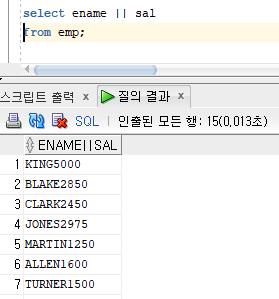 select ename || sal
from emp;
스크립트 출력 × 질의 결과 ×
SQL | 인출된 모든 행: 15(0,013초)
ENAME||SAL
1 KING5000
2 BLAKE2850
3 CLARK2450
4 JONES2975
5 MARTIN1250
6 ALLEN1600
7 TURNER1500